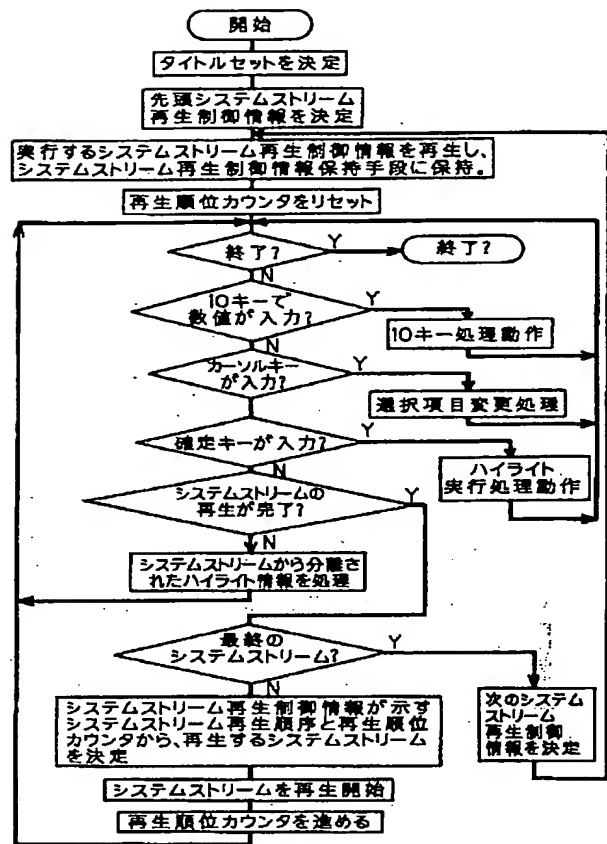 開始
タイトルセットを決定
先頭システムストリーム
再生制御情報を決定
実行するシステムストリーム再生制御情報を再生し、
システムストリーム再生制御情報保持手段に保持。
再生順位カウンタをリセット
終了?
Y
終了?
N
10キーで
数値が入力?
Y
10キー処理動作
N
カーソルキー
が入力?
Y
選択項目変更処理
確定キーが入力?
Y
ハイライト
実行処理動作
N
システムストリームの
再生が完了?
Y
N
システムストリームから分離さ
れたハイライト情報を処理
最終の
システムストリーム?
Y
N
システムストリーム再生制御情報が示す
システムストリーム再生順序と再生順位
カウンタから、再生するシステムストリーム
を決定
次のシステム
ストリーム
再生制御
情報を決定
システムストリームを再生開始
再生順位カウンタを進める